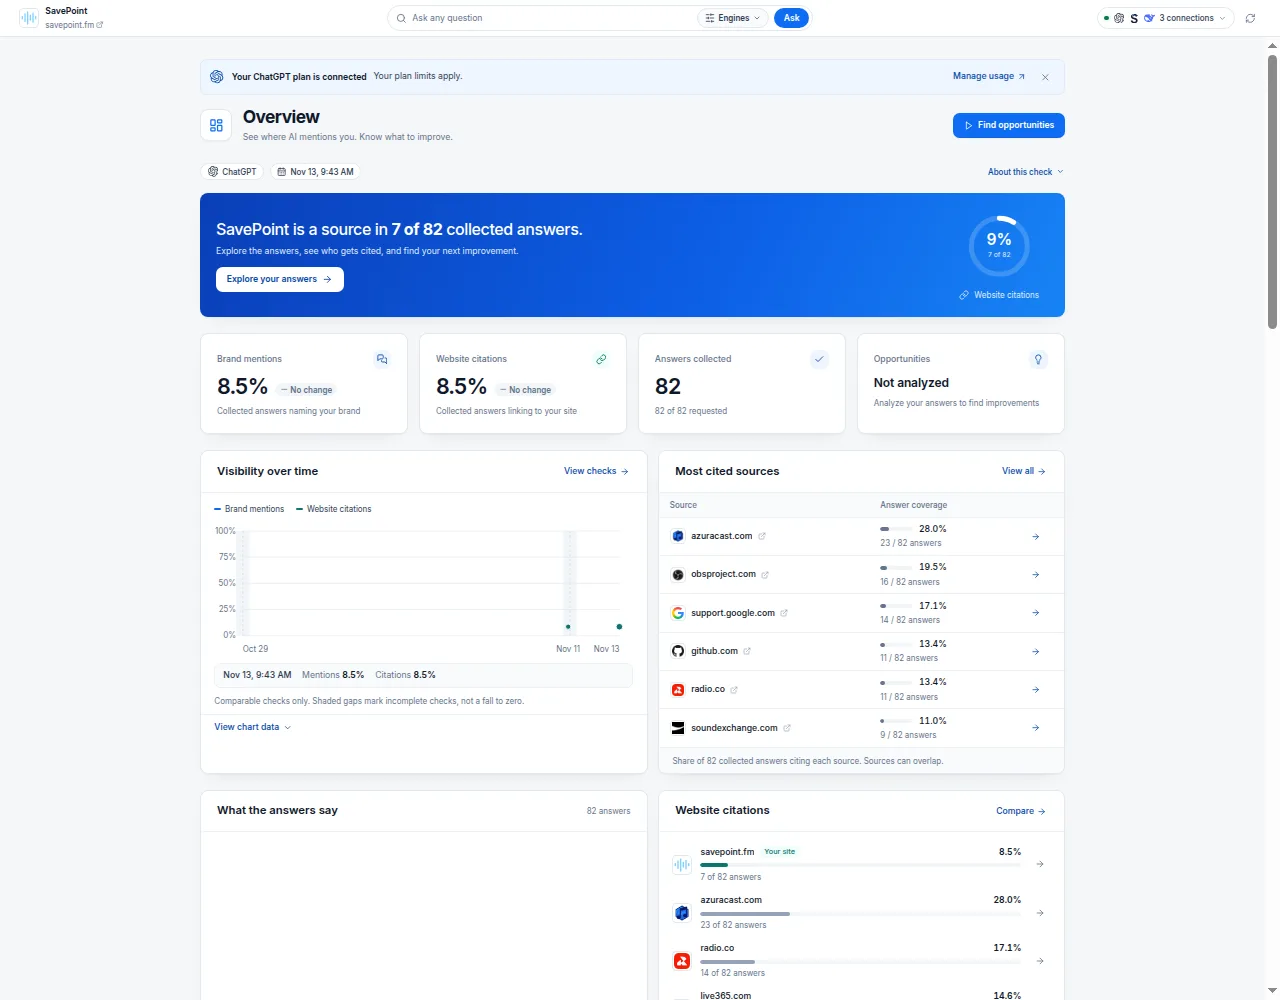 SavePoint
savepoint.fm
Ask any question
Engines
Ask
3 connections
Your ChatGPT plan is connected Your plan limits apply.
Manage usage
Overview
See where AI mentions you. Know what to improve.
Find opportunities
ChatGPT
Nov 13, 9:43 AM
About this check
SavePoint is a source in 7 of 82 collected answers.
Explore the answers, see who gets cited, and find your next improvement.
Explore your answers
9%
7 of 82
Website citations
Brand mentions
8.5% – No change
Collected answers naming your brand
Website citations
8.5% – No change
Collected answers linking to your site
Answers collected
82
82 of 82 requested
Opportunities
Not analyzed
Analyze your answers to find improvements
Visibility over time
View checks
Brand mentions
Website citations
100%
75%
50%
25%
0%
Oct 29
Nov 11
Nov 13
Nov 13, 9:43 AM Mentions 8.5% Citations 8.5%
Comparable checks only. Shaded gaps mark incomplete checks, not a fall to zero.
View chart data
Most cited sources
View all
Source
Answer coverage
azuracast.com
28.0%
23 / 82 answers
obsproject.com
19.5%
16 / 82 answers
support.google.com
17.1%
14 / 82 answers
github.com
13.4%
11 / 82 answers
radio.co
13.4%
11 / 82 answers
soundexchange.com
11.0%
9 / 82 answers
Share of 82 collected answers citing each source. Sources can overlap.
What the answers say
82 answers
Website citations
Compare
savepoint.fm Your site 8.5%
7 of 82 answers
azuracast.com 28.0%
23 of 82 answers
radio.co 17.1%
14 of 82 answers
live365.com 14.6%